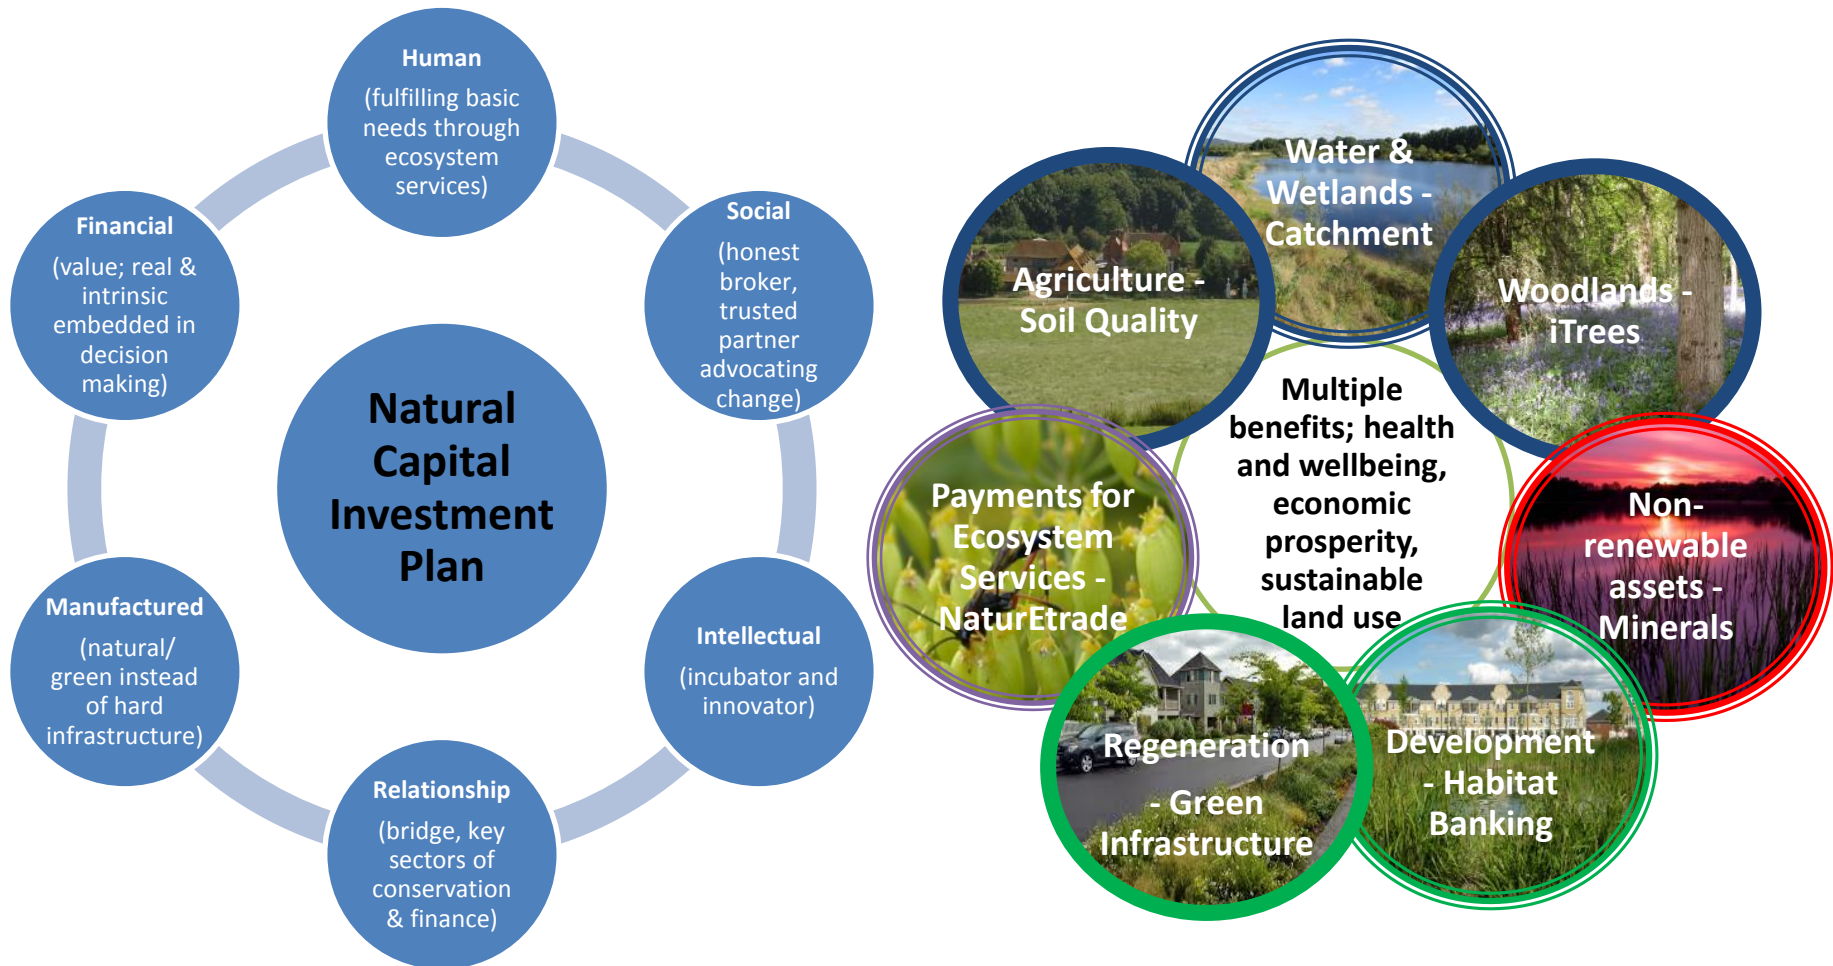 Human
(fulfilling basic
needs through
ecosystem
services)
Social
(honest
broker,
trusted
partner
advocating
change)
Intellectual
(incubator and
innovator)
Relationship
(bridge, key
sectors of
conservation
& finance)
Manufactured
(natural/
green instead
of hard
infrastructure)
Financial
(value; real &
intrinsic
embedded in
decision
making)
Natural
Capital
Investment
Plan
Water &
Wetlands -
Catchment
Woodlands -
iTrees
Non-
renewable
assets -
Minerals
Development
- Habitat
Banking
Regeneration
- Green
Infrastructure
Payments for
Ecosystem
Services -
NaturEtrade
Agriculture -
Soil Quality
Multiple
benefits; health
and wellbeing,
economic
prosperity,
sustainable
land use